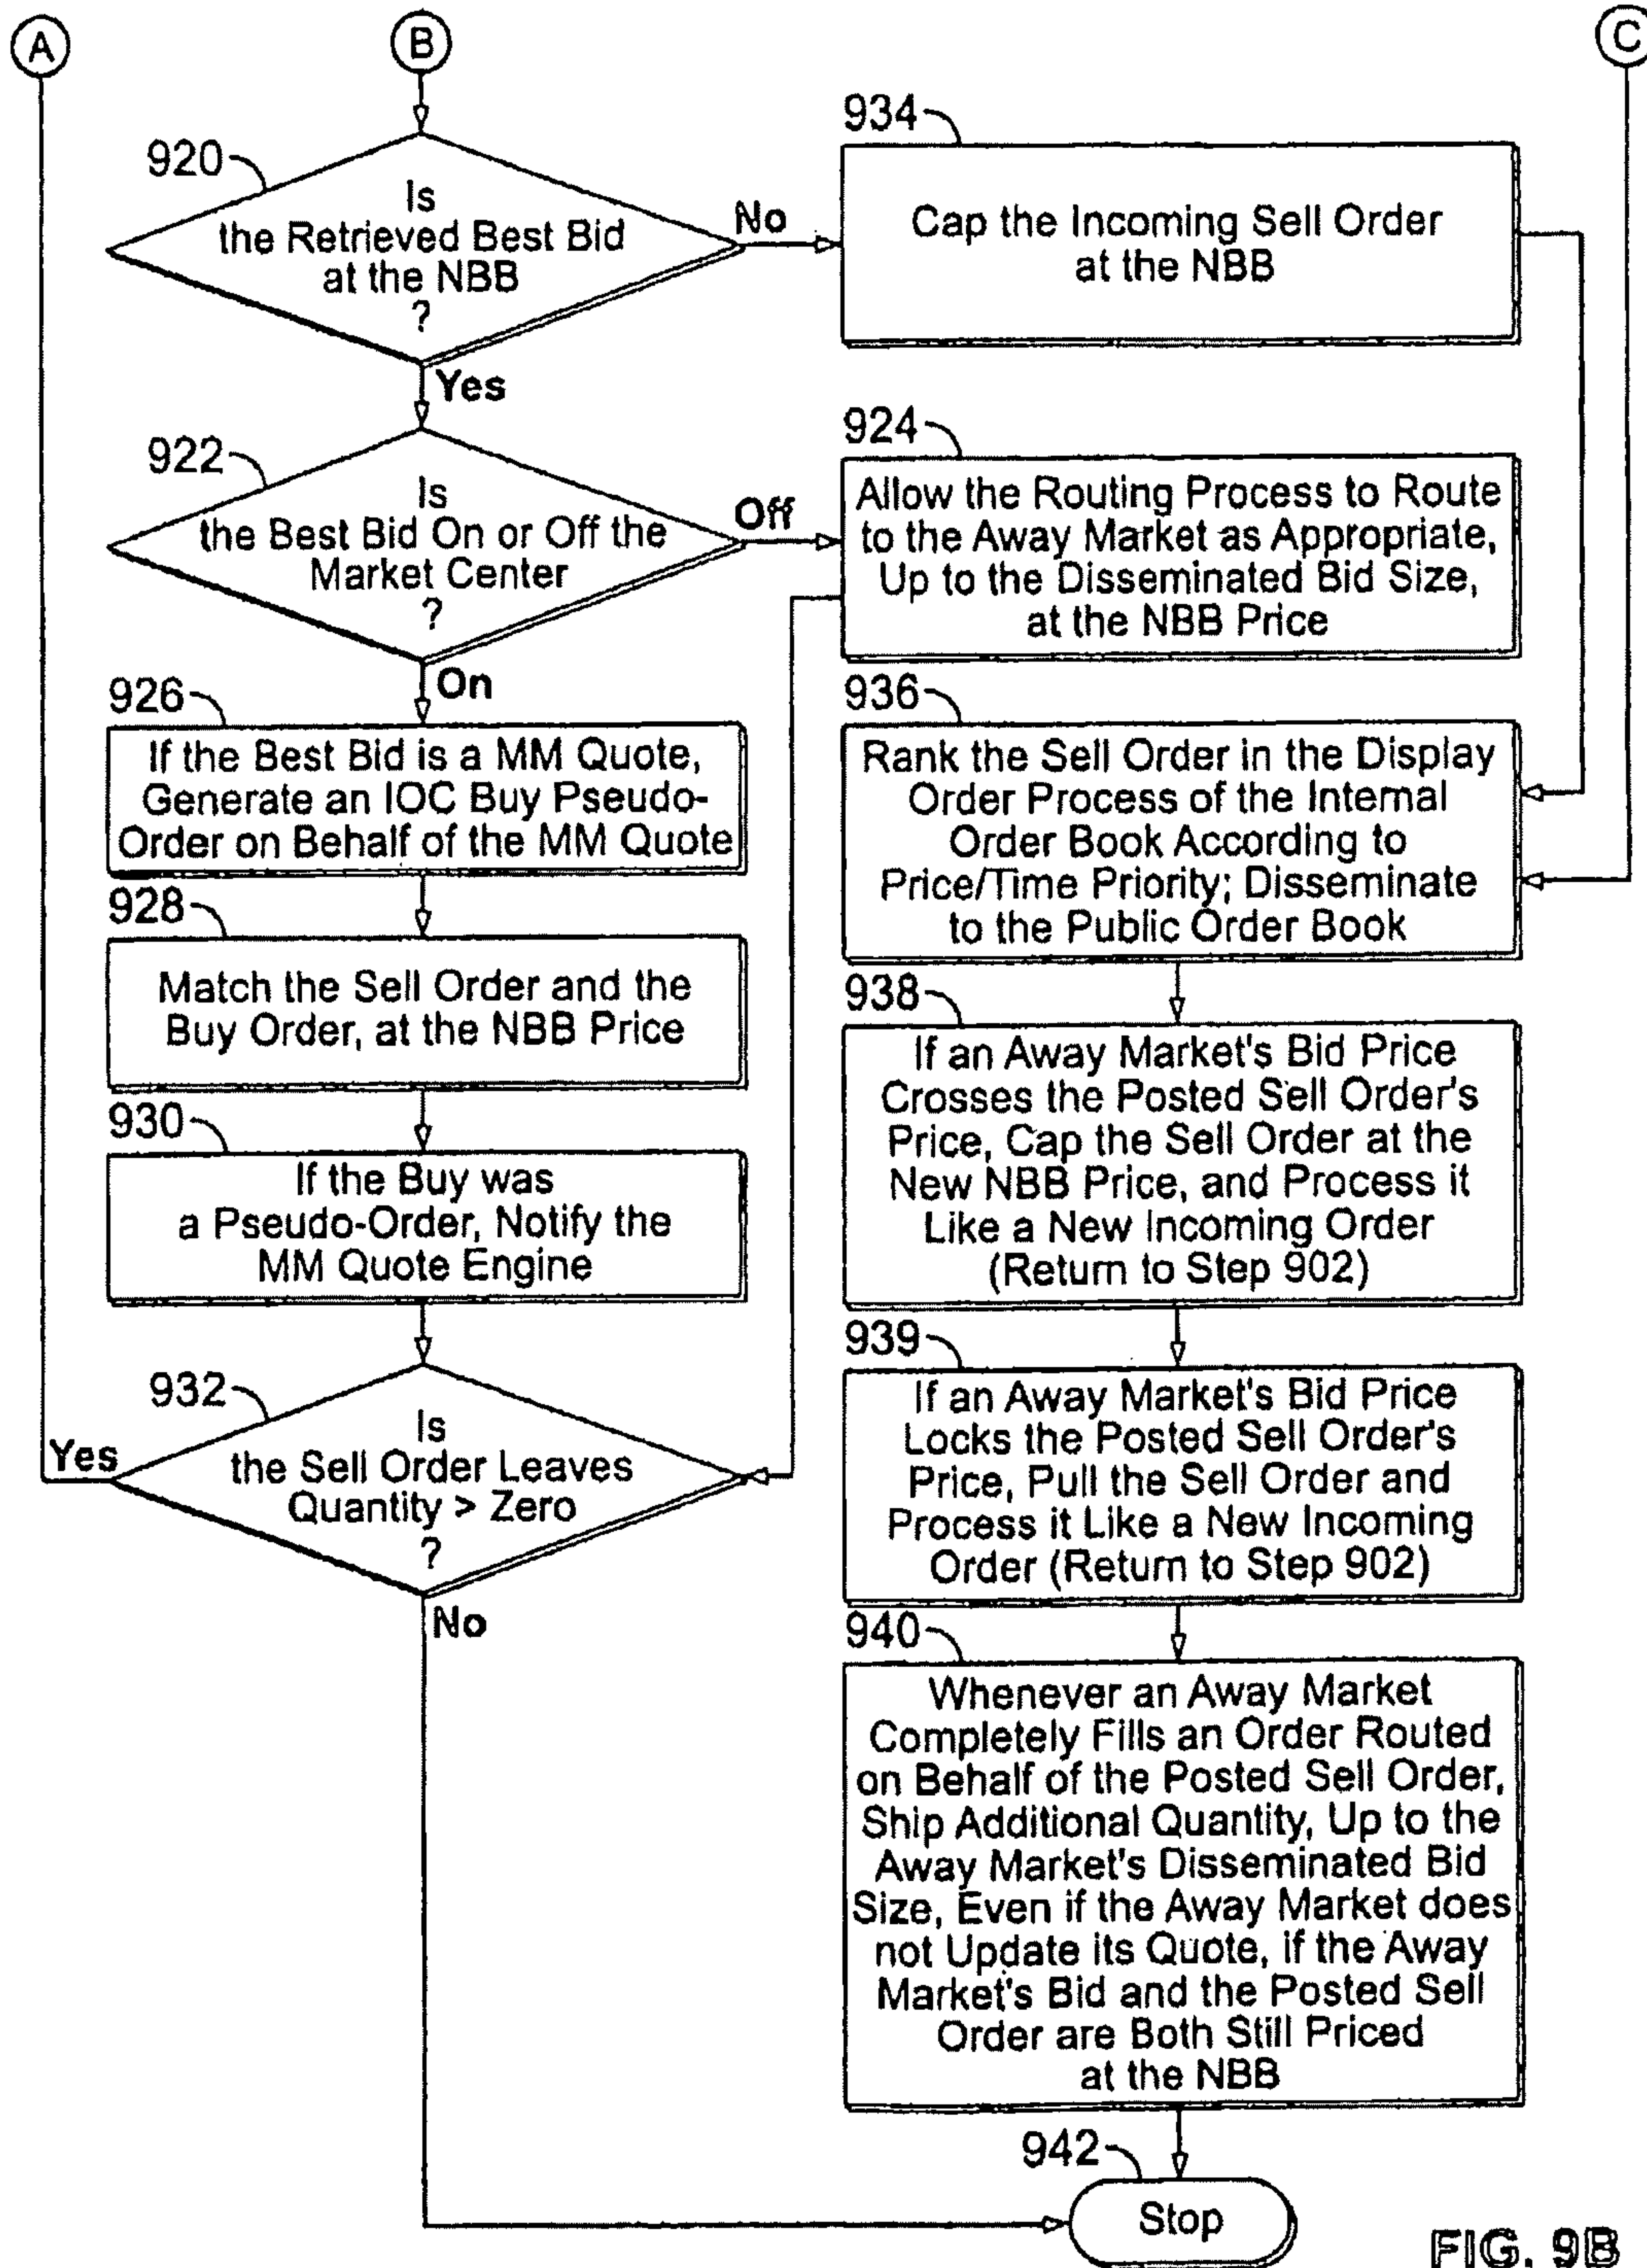 A
B
C
920
Is
the Retrieved Best Bid
at the NBB
?
No
Yes
934
Cap the Incoming Sell Order
at the NBB
922
Is
the Best Bid On or Off the
Market Center
?
Off
On
924
Allow the Routing Process to Route
to the Away Market as Appropriate,
Up to the Disseminated Bid Size,
at the NBB Price
926
If the Best Bid is a MM Quote,
Generate an IOC Buy Pseudo-
Order on Behalf of the MM Quote
928
Match the Sell Order and the
Buy Order, at the NBB Price
930
If the Buy was
a Pseudo-Order, Notify the
MM Quote Engine
932
Is
the Sell Order Leaves
Quantity > Zero
?
Yes
No
936
Rank the Sell Order in the Display
Order Process of the Internal
Order Book According to
Price/Time Priority; Disseminate
to the Public Order Book
938
If an Away Market's Bid Price
Crosses the Posted Sell Order's
Price, Cap the Sell Order at the
New NBB Price, and Process it
Like a New Incoming Order
(Return to Step 902)
939
If an Away Market's Bid Price
Locks the Posted Sell Order's
Price, Pull the Sell Order and
Process it Like a New Incoming
Order (Return to Step 902)
940
Whenever an Away Market
Completely Fills an Order Routed
on Behalf of the Posted Sell Order,
Ship Additional Quantity, Up to the
Away Market's Disseminated Bid
Size, Even if the Away Market does
not Update its Quote, if the Away
Market's Bid and the Posted Sell
Order are Both Still Priced
at the NBB
942
Stop
FIG. 9B